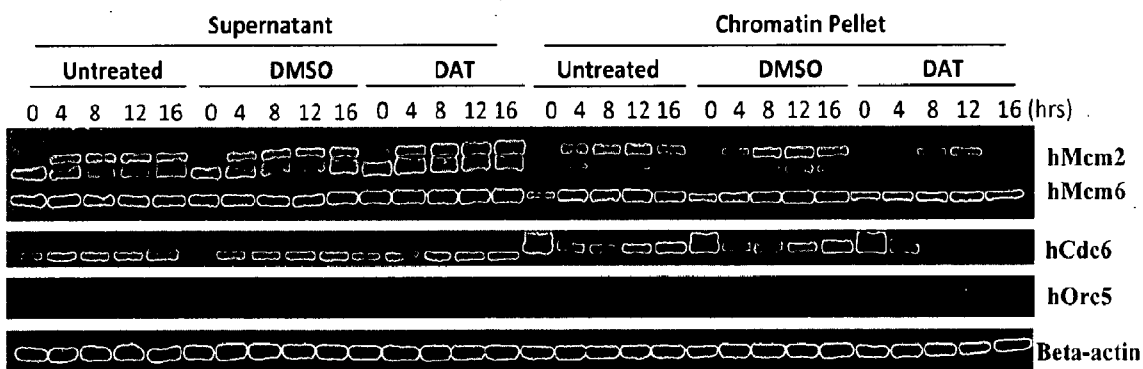 Supernatant Chromatin Pellet
Untreated DMSO DAT Untreated DMSO DAT
0 4 8 12 16 0 4 8 12 16 0 4 8 12 16 0 4 8 12 16 0 4 8 12 16 0 4 8 12 16 (hrs)
hMcm2
hMcm6
hCdc6
hOrc5
Beta-actin